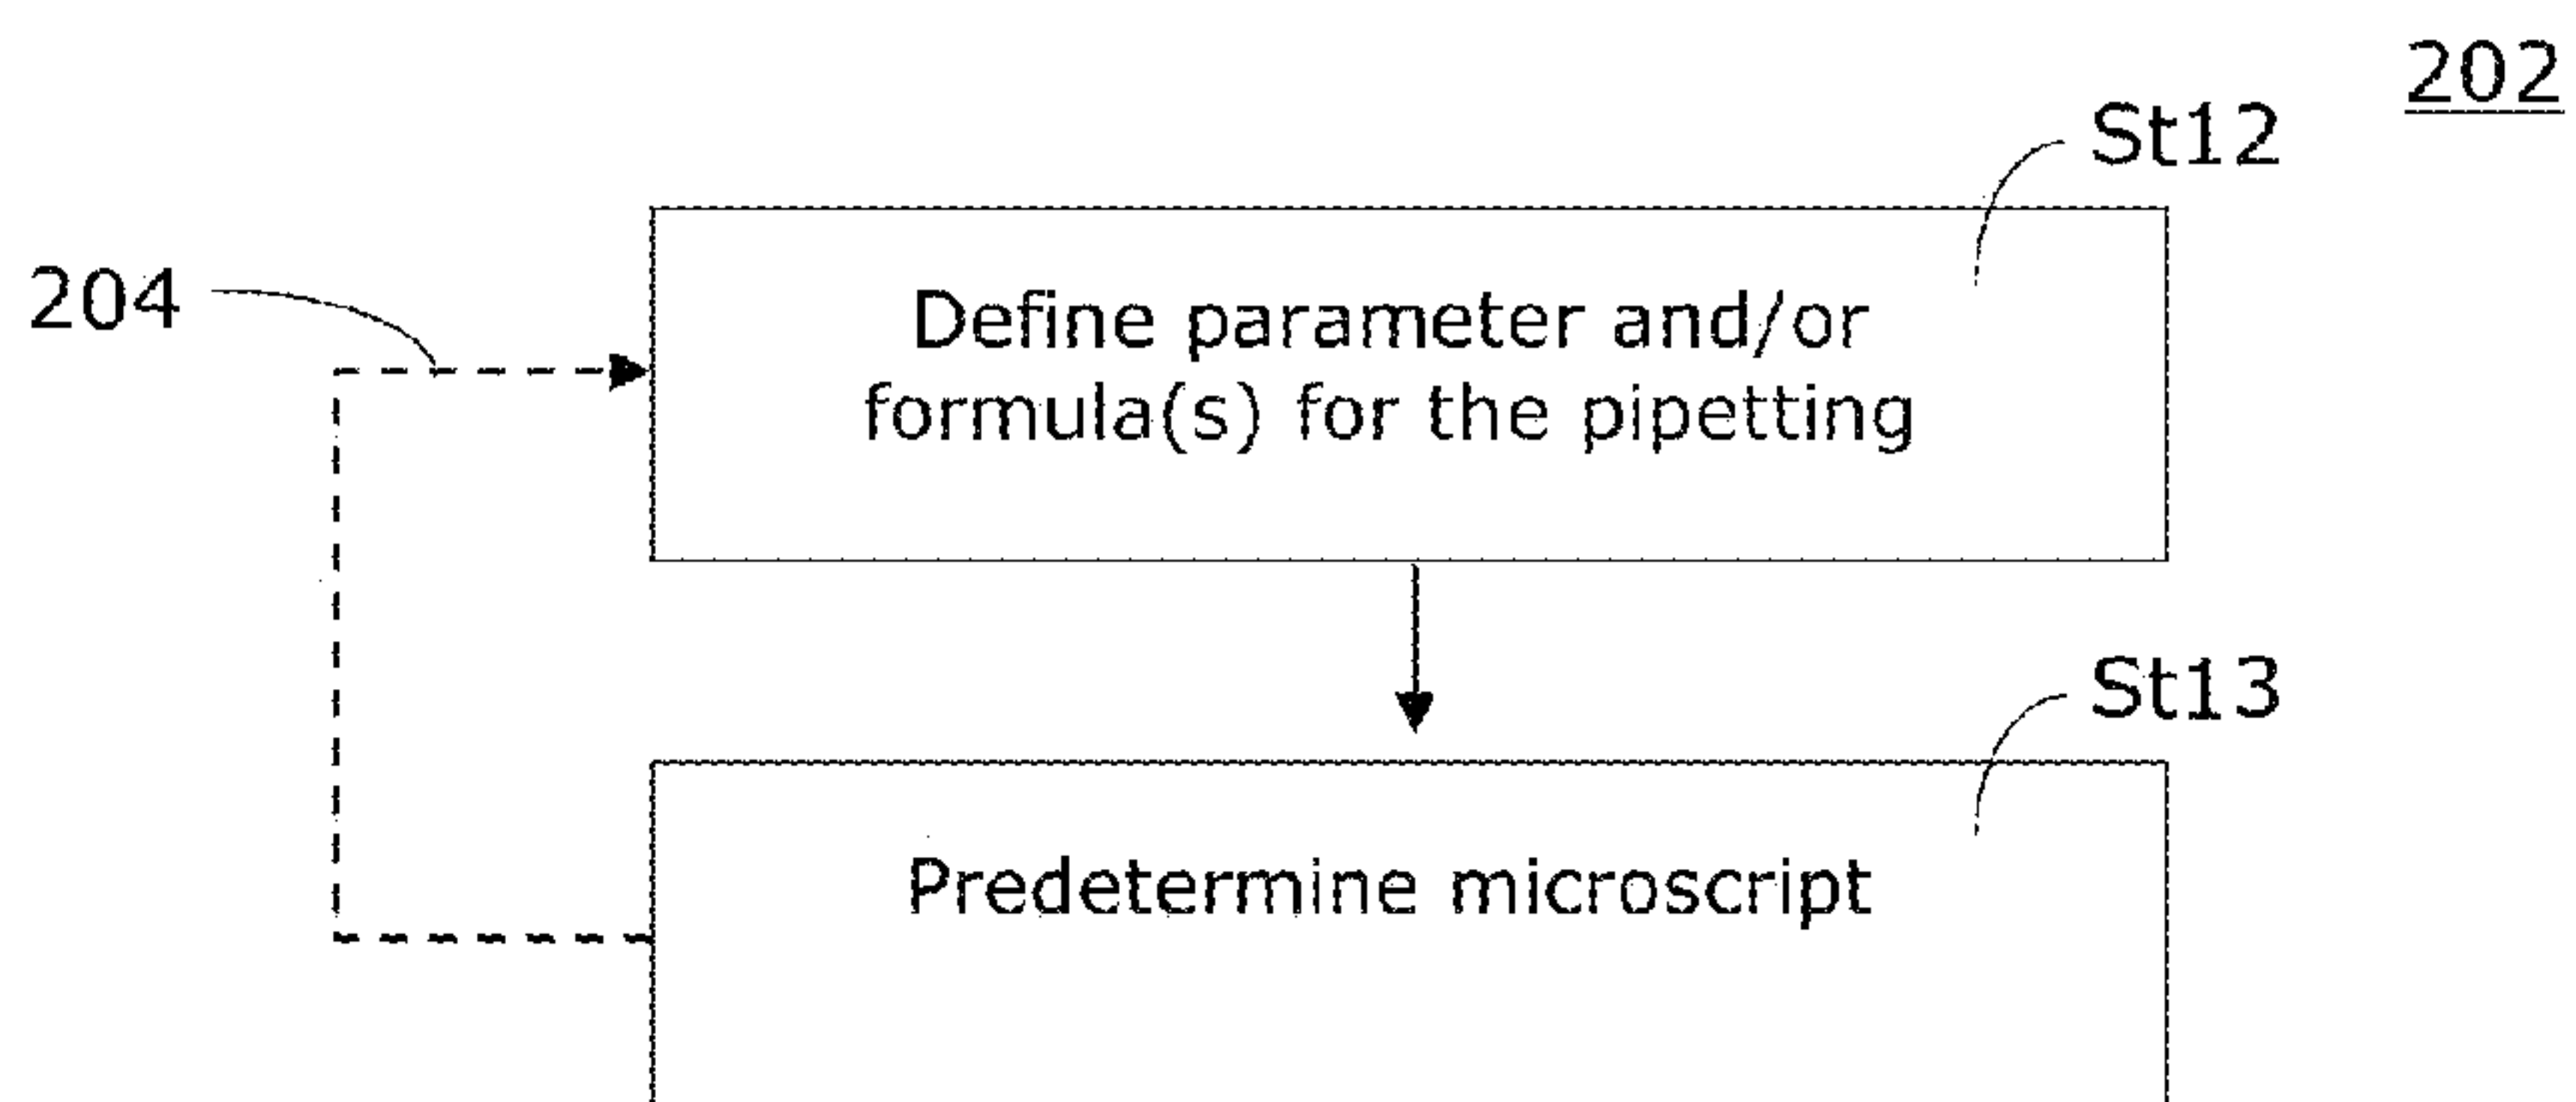 202
St12
204
Define parameter and/or
formula(s) for the pipetting
St13
Predetermine microscript